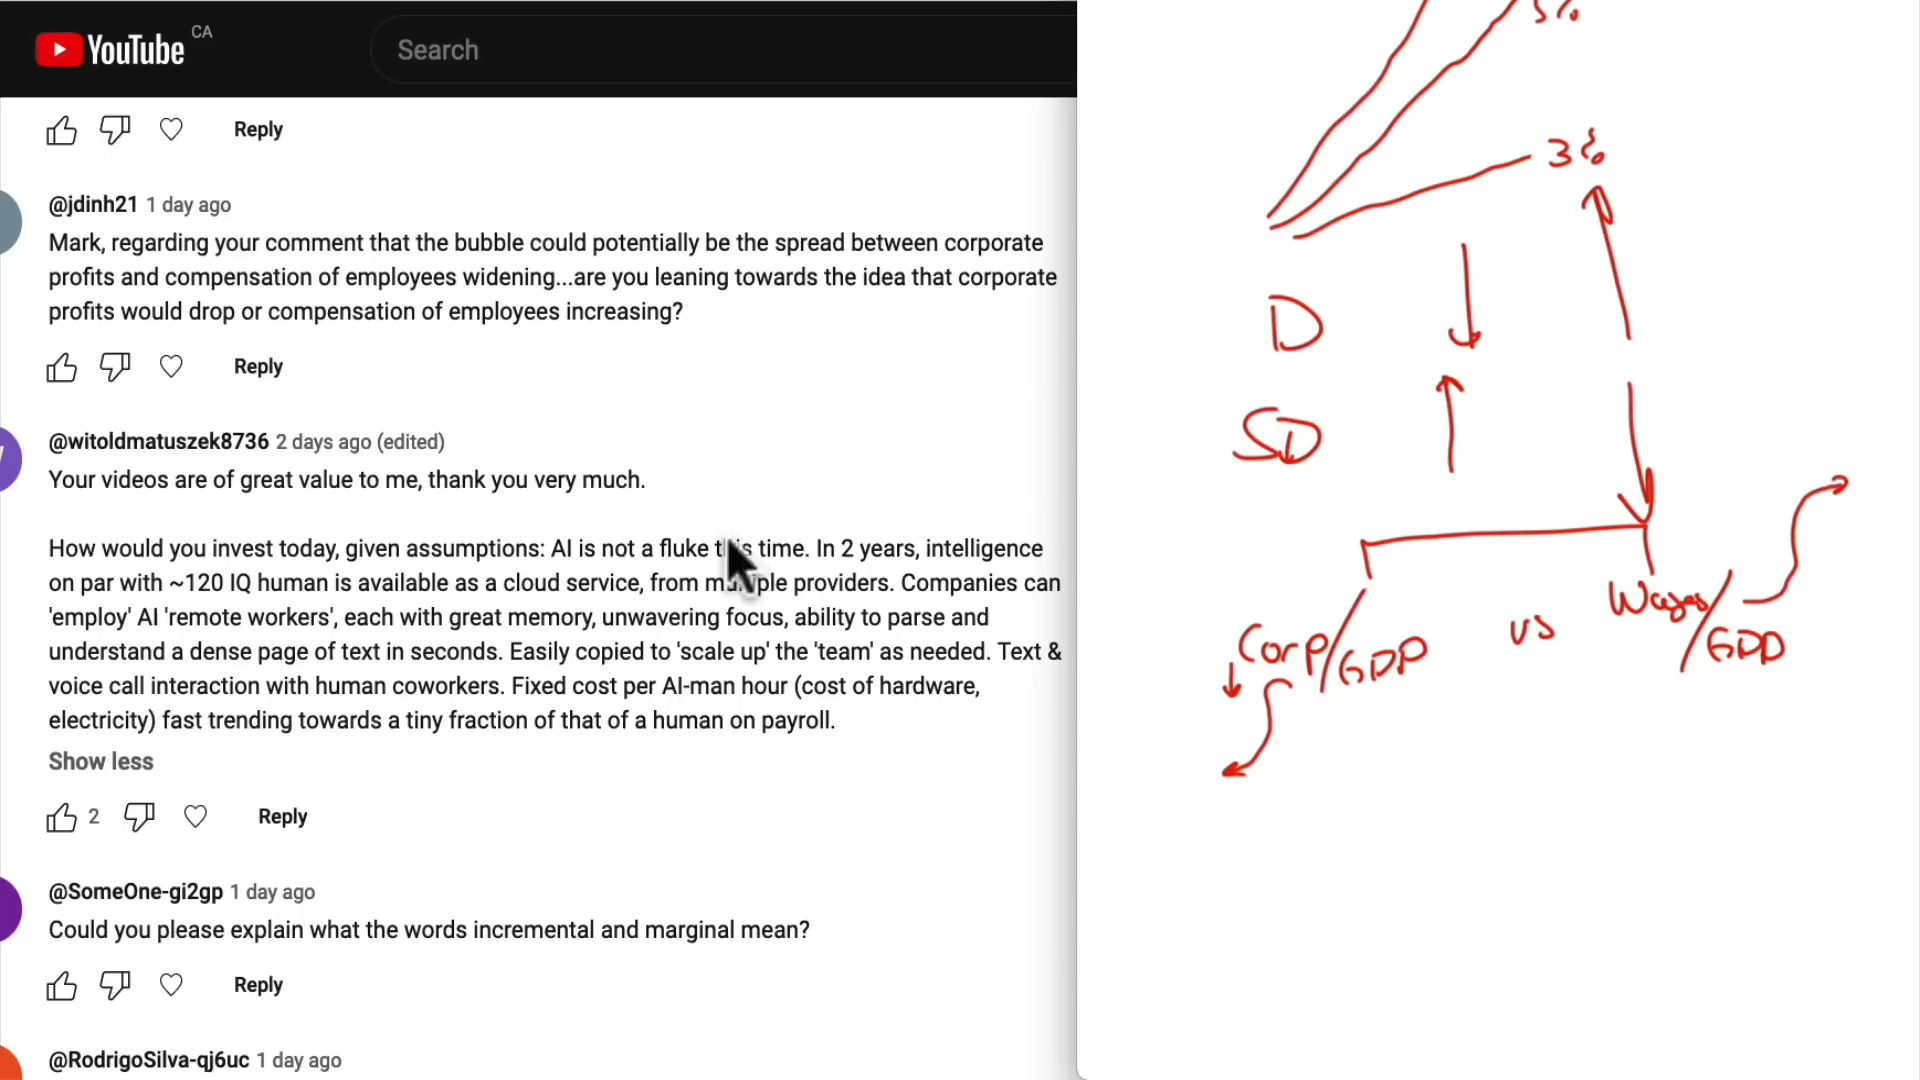 YouTube CA
Search
Reply
@jdinh21 1 day ago
Mark, regarding your comment that the bubble could potentially be the spread between corporate
profits and compensation of employees widening...are you leaning towards the idea that corporate
profits would drop or compensation of employees increasing?
Reply
@witoldmatuszek8736 2 days ago (edited)
Your videos are of great value to me, thank you very much.
How would you invest today, given assumptions: AI is not a fluke this time. In 2 years, intelligence
on par with ~120 IQ human is available as a cloud service, from multiple providers. Companies can
'employ' AI 'remote workers', each with great memory, unwavering focus, ability to parse and
understand a dense page of text in seconds. Easily copied to 'scale up' the 'team' as needed. Text &
voice call interaction with human coworkers. Fixed cost per AI-man hour (cost of hardware,
electricity) fast trending towards a tiny fraction of that of a human on payroll.
Show less
2
Reply
@SomeOne-gi2gp 1 day ago
Could you please explain what the words incremental and marginal mean?
Reply
@RodrigoSilva-qj6uc 1 day ago
3%
D
SD
Corp/GDP vs Wages/GDP